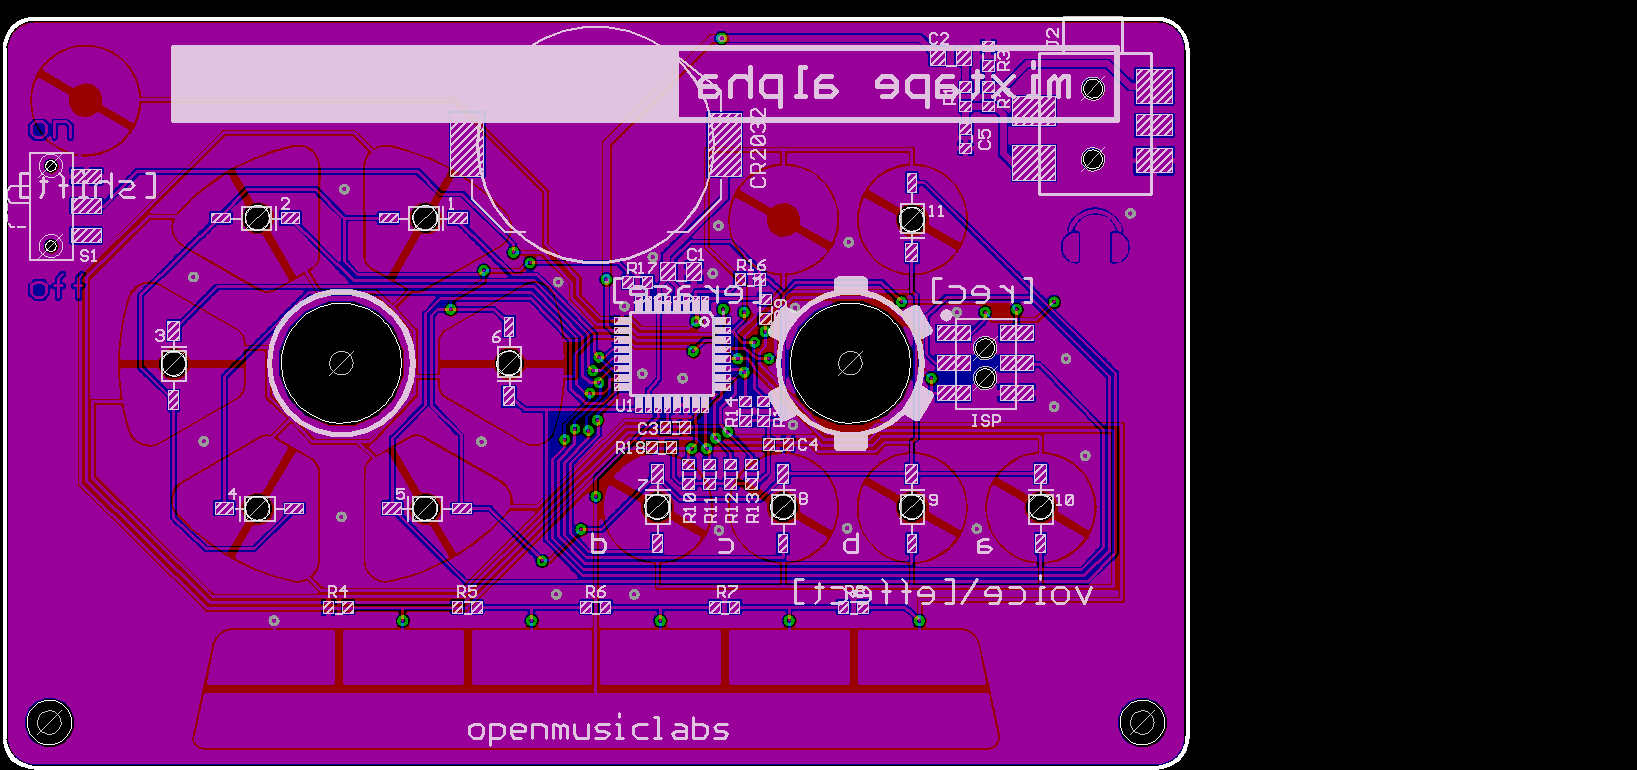 C2
R3
J2
mixtape alpha
C5
CR2032
on
[shift]
2
1
11
S1
off
R17
C1
R16
[erase]
[rec]
3
6
U1
R14
ISP
C3
R18
C4
4
5
7
R10
R11
R12
R13
8
9
10
d
c
b
a
voice/[effect]
R4
R5
R6
R7
R8
openmusiclabs